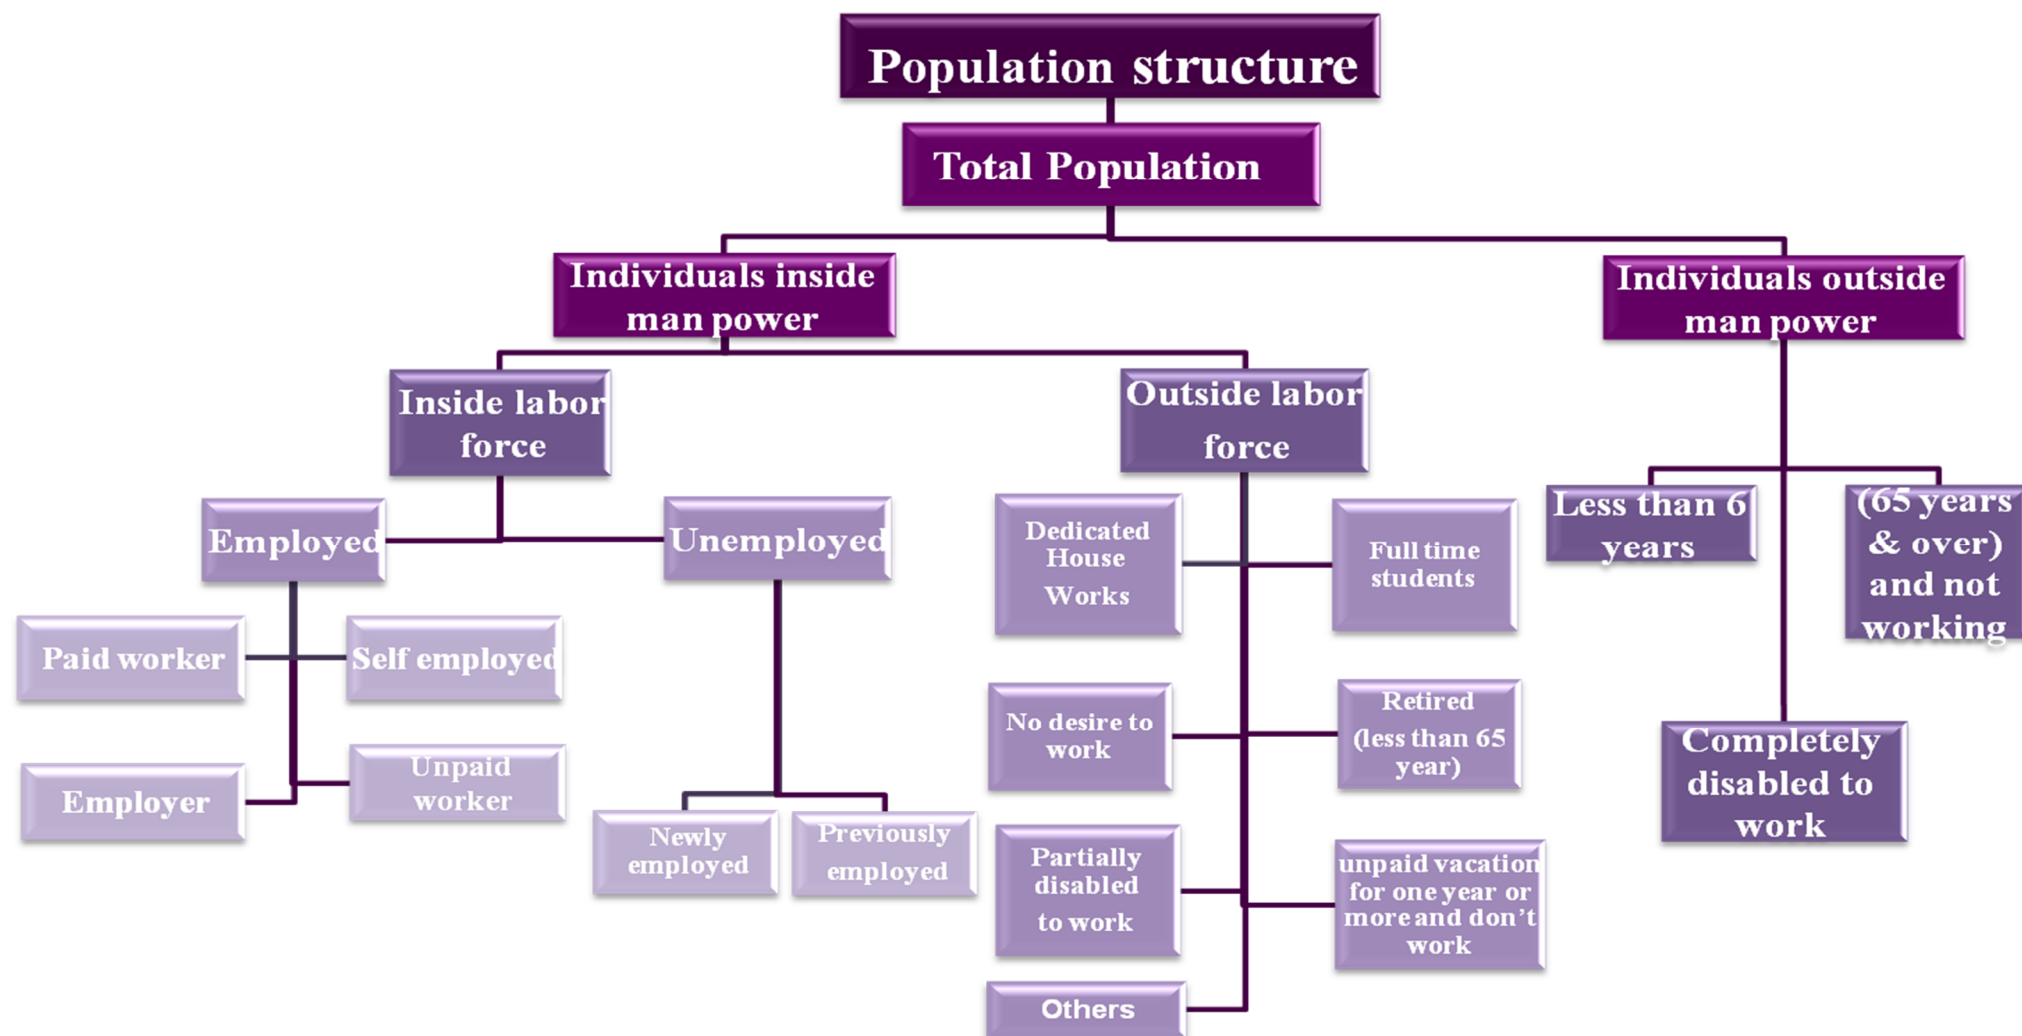 Population structure
Total Population
Individuals inside
man power
Individuals outside
man power
Inside labor
force
Outside labor
force
Employed
Unemployed
Dedicated
House
Works
Full time
students
Less than 6
years
(65 years
& over)
and not
working
Paid worker
Self employed
No desire to
work
Retired
(less than 65
year)
Completely
disabled to
work
Employer
Unpaid
worker
Newly
employed
Previously
employed
Partially
disabled
to work
unpaid vacation
for one year or
more and don’t
work
Others